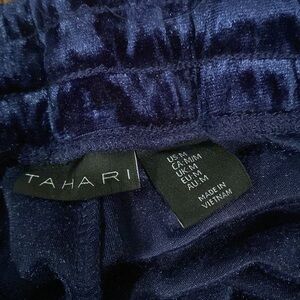 TAHARI
US M
CA M/M
UK M
EU M
AU M
MADE IN
VIETNAM